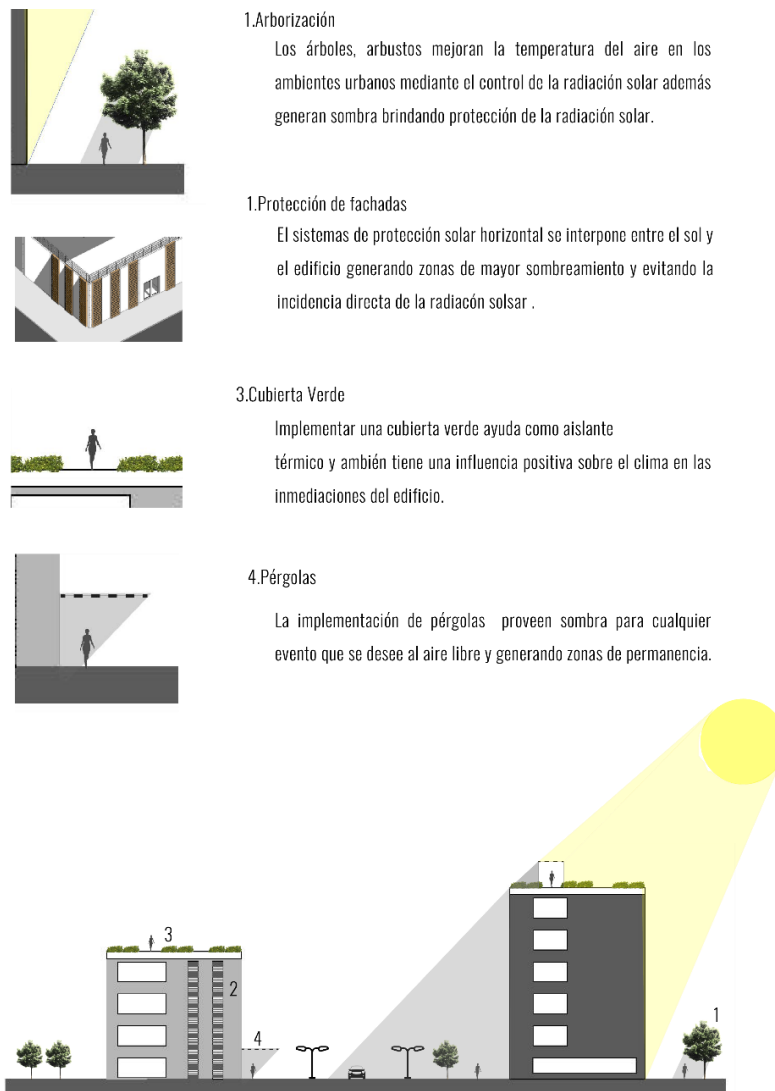 1.Arborización
Los árboles, arbustos mejoran la temperatura del aire en los
ambientes urbanos mediante el control de la radiación solar además
generan sombra brindando protección de la radiación solar.
1.Protección de fachadas
El sistemas de protección solar horizontal se interpone entre el sol y
el edificio generando zonas de mayor sombreamiento y evitando la
incidencia directa de la radiacón solsar .
3.Cubierta Verde
Implementar una cubierta verde ayuda como aislante
térmico y ambién tiene una influencia positiva sobre el clima en las
inmediaciones del edificio.
4.Pérgolas
La implementación de pérgolas proveen sombra para cualquier
evento que se desee al aire libre y generando zonas de permanencia.
3
2
4
1